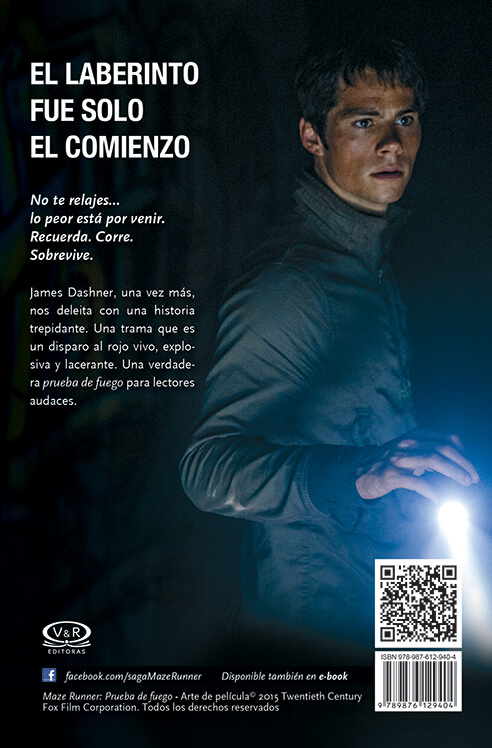 EL LABERINTO
FUE SOLO
EL COMIENZO
No te relajes...
lo peor está por venir.
Recuerda. Corre.
Sobrevive.
James Dashner, una vez más,
nos deleita con una historia
trepidante. Una trama que es
un disparo al rojo vivo, explo-
siva y lacerante. Una verdade-
ra prueba de fuego para lectores
audaces.
V&R
EDITORAS
ISBN 978-987-612-940-4
9 789876 129404
f facebook.com/sagaMazeRunner Disponible también en e-book
Maze Runner: Prueba de fuego • Arte de película© 2015 Twentieth Century
Fox Film Corporation. Todos los derechos reservados